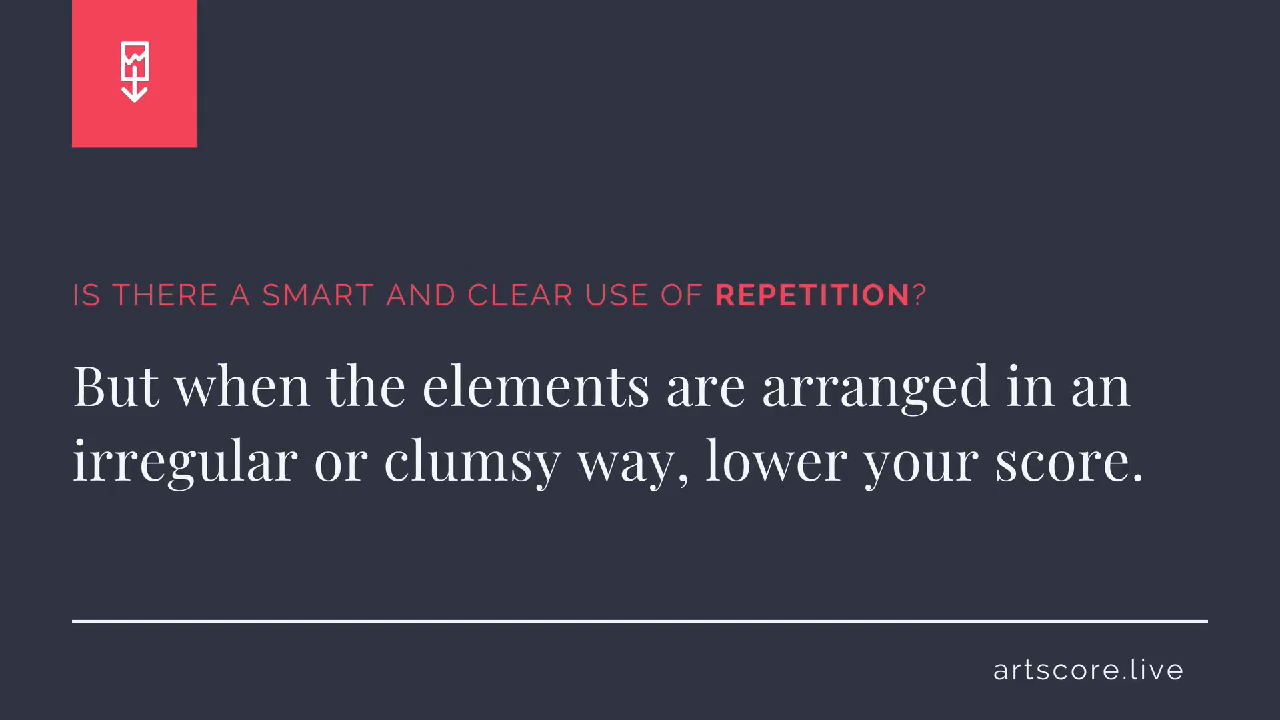 IS THERE A SMART AND CLEAR USE OF REPETITION?
But when the elements are arranged in an
irregular or clumsy way, lower your score.
artscore.live